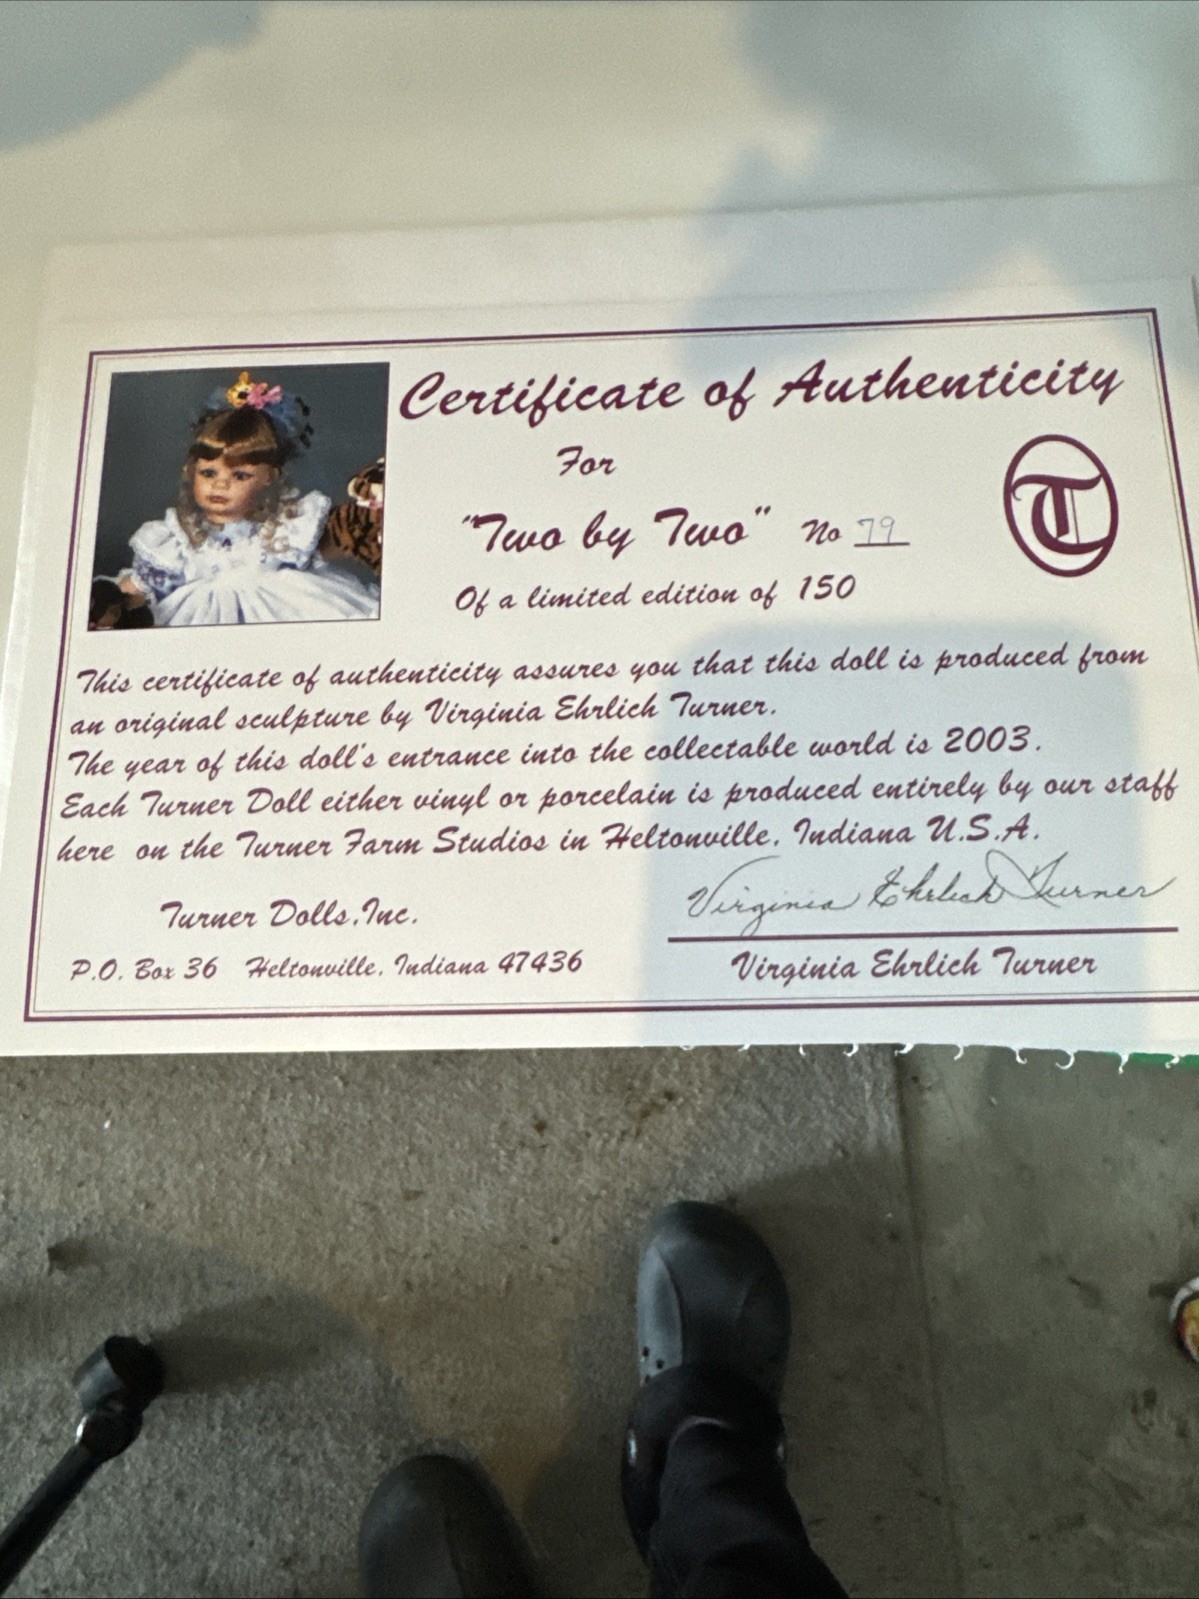 Certificate of Authenticity
For
"Two by Two" No 79
Of a limited edition of 150
T
This certificate of authenticity assures you that this doll is produced from
an original sculpture by Virginia Ehrlich Turner.
The year of this doll's entrance into the collectable world is 2003.
Each Turner Doll either vinyl or porcelain is produced entirely by our staff
here on the Turner Farm Studios in Heltonville, Indiana U.S.A.
Turner Dolls, Inc.
P.O. Box 36 Heltonville, Indiana 47436
Virginia Ehrlich Turner
Virginia Ehrlich Turner